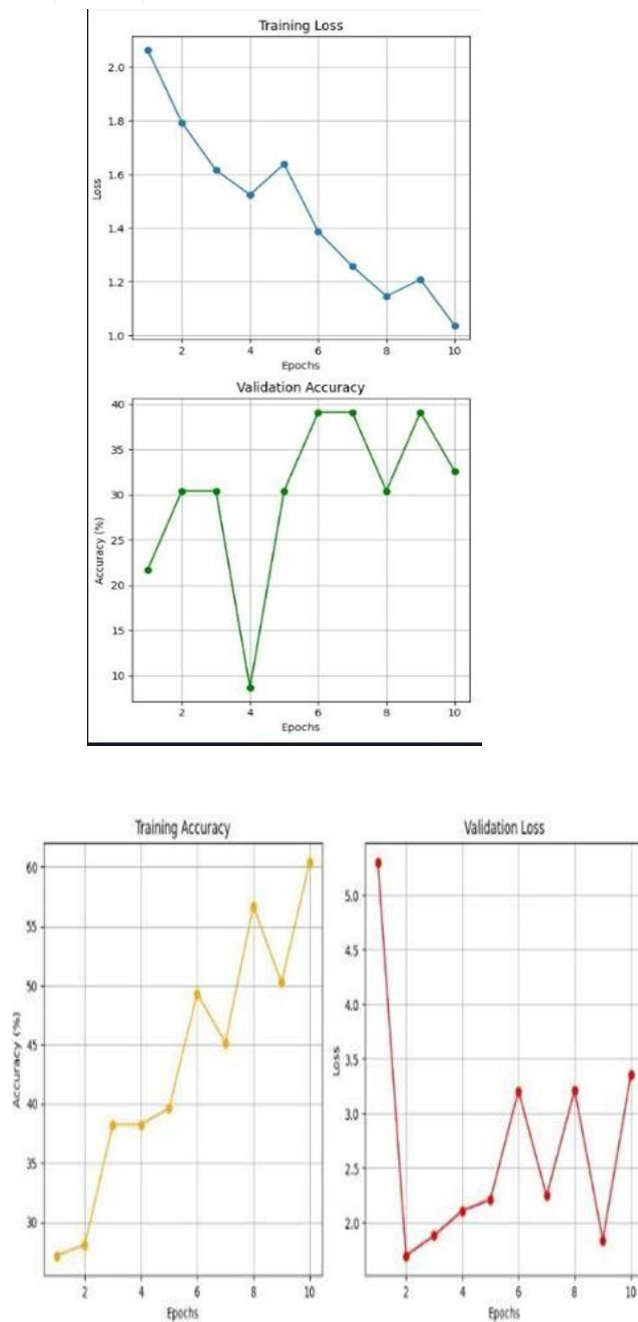 Training Loss
2.0
1.8
1.6
1.4
1.2
1.0
Loss
2 4 6 8 10
Epochs
Validation Accuracy
40
35
30
25
20
15
10
Accuracy (%)
2 4 6 8 10
Epochs
Training Accuracy
60
55
50
45
40
35
30
Accuracy (%)
2 4 6 8 10
Epochs
Validation Loss
5.0
4.5
4.0
3.5
3.0
2.5
2.0
Loss
2 4 6 8 10
Epochs